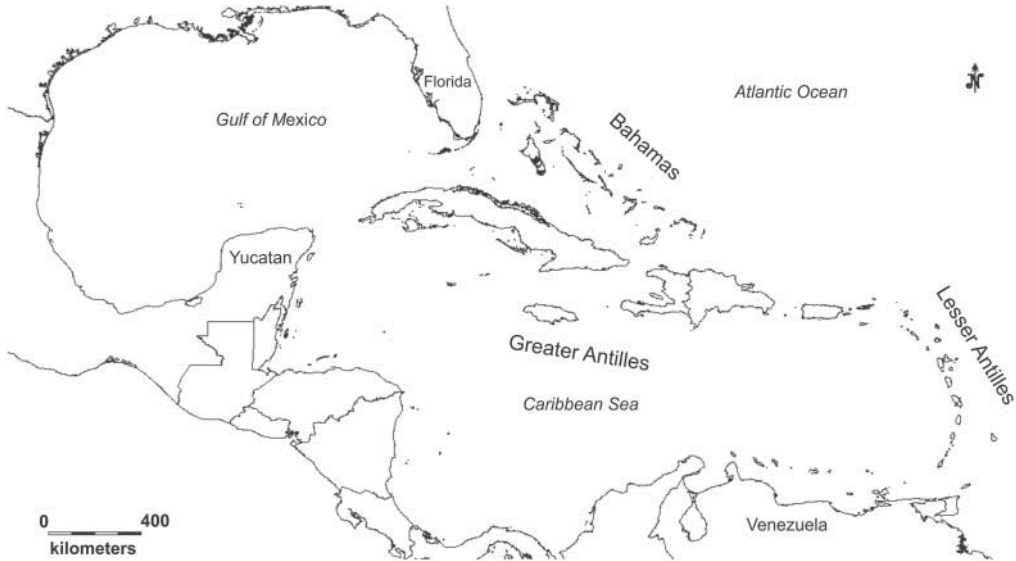 Florida
Atlantic Ocean
N
Gulf of Mexico
Bahamas
Yucatan
Lesser Antilles
Greater Antilles
Caribbean Sea
0 400
kilometers
Venezuela